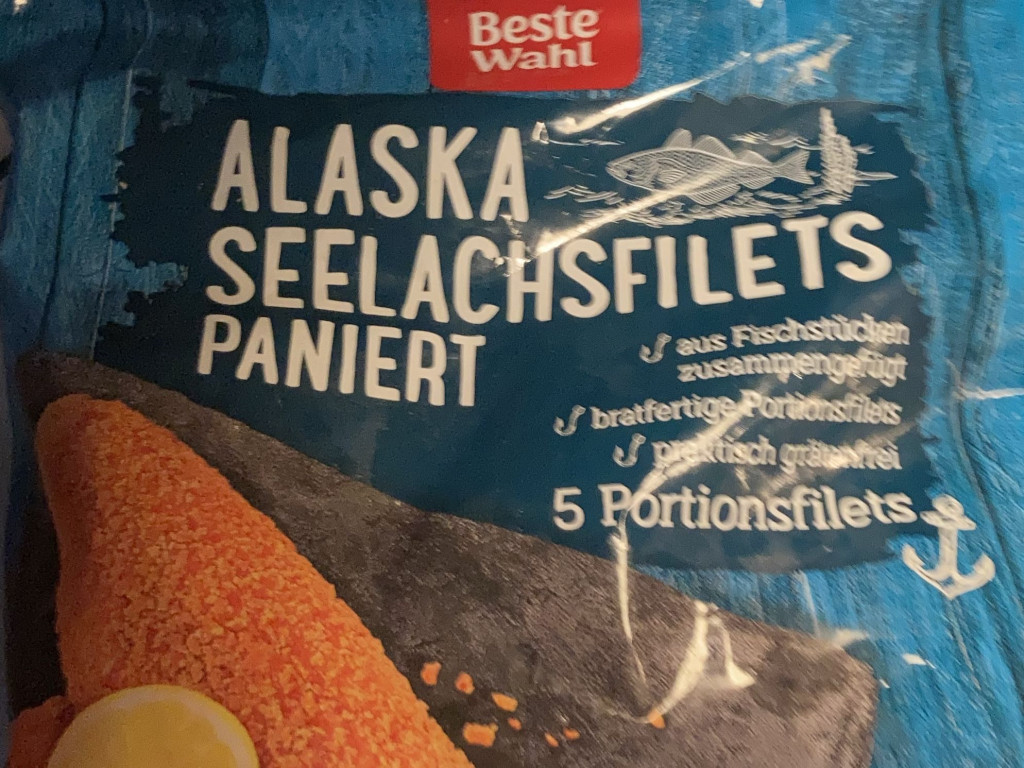 Beste
Wahl
ALASKA
SEELACHSFILETS
PANIERT
aus Fischstücken
zusammengefügt
bratfertige Portionsfilets
praktisch grätenfrei
5 Portionsfilets